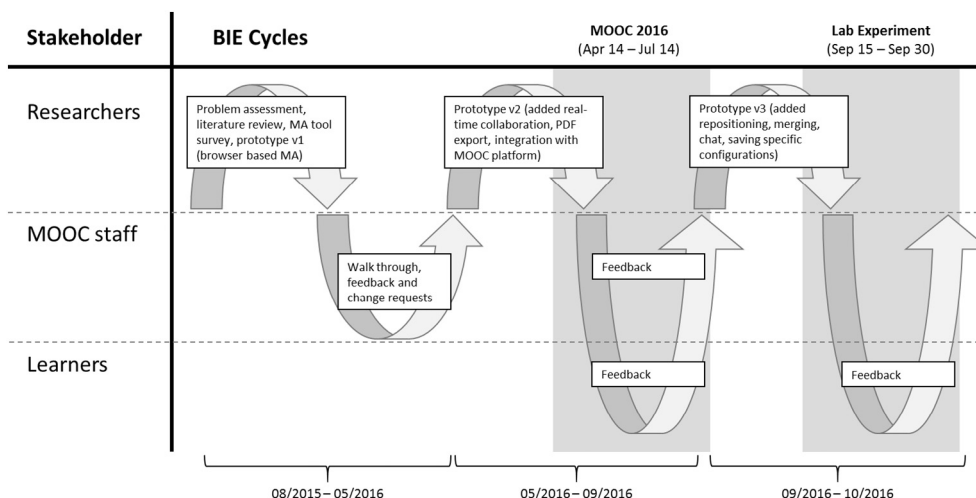 Stakeholder
BIE Cycles
MOOC 2016
(Apr 14 – Jul 14)
Lab Experiment
(Sep 15 – Sep 30)
Researchers
Problem assessment,
literature review, MA tool
survey, prototype v1
(browser based MA)
Prototype v2 (added real-
time collaboration, PDF
export, integration with
MOOC platform)
Prototype v3 (added
repositioning, merging,
chat, saving specific
configurations)
MOOC staff
Walk through,
feedback and
change requests
Feedback
Learners
Feedback
Feedback
08/2015 – 05/2016
05/2016 – 09/2016
09/2016 – 10/2016